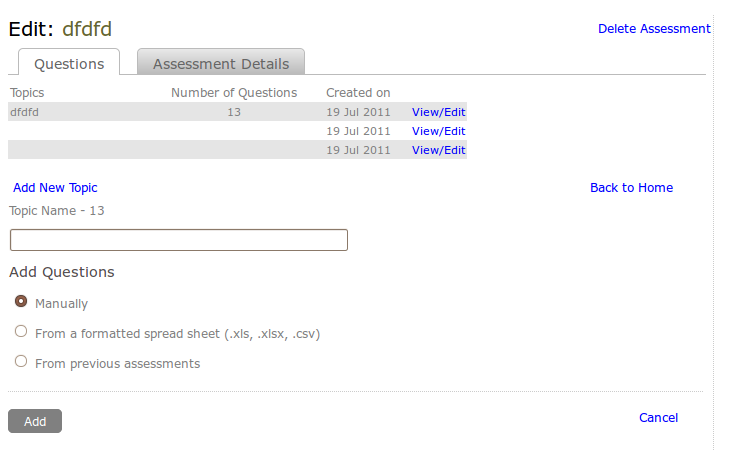 Edit: dfdfd Delete Assessment
Questions Assessment Details
Topics Number of Questions Created on
dfdfd 13 19 Jul 2011 View/Edit
19 Jul 2011 View/Edit
19 Jul 2011 View/Edit
Add New Topic Back to Home
Topic Name - 13
Add Questions
Manually
From a formatted spread sheet (.xls, .xlsx, .csv)
From previous assessments
Add Cancel